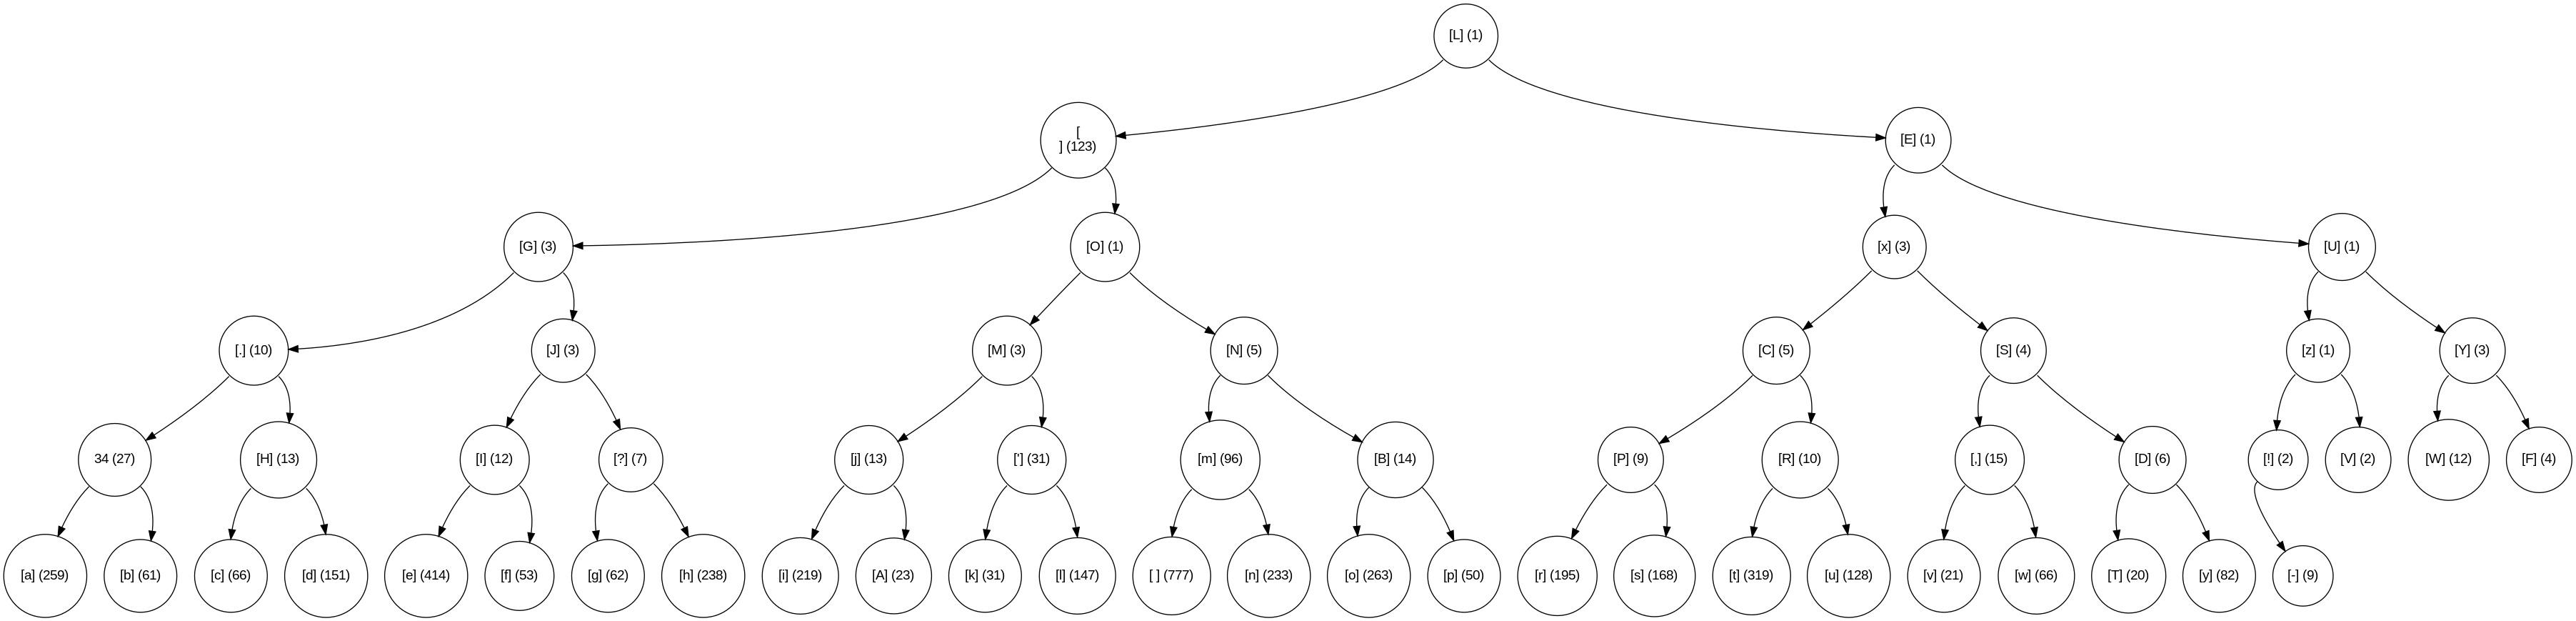 [L] (1)
[
] (123)
[E] (1)
[G] (3)
[O] (1)
[x] (3)
[U] (1)
[.] (10)
[J] (3)
[M] (3)
[N] (5)
[C] (5)
[S] (4)
[z] (1)
[Y] (3)
34 (27)
[H] (13)
[I] (12)
[?] (7)
[j] (13)
['] (31)
[m] (96)
[B] (14)
[P] (9)
[R] (10)
[,] (15)
[D] (6)
[!] (2)
[V] (2)
[W] (12)
[F] (4)
[a] (259)
[b] (61)
[c] (66)
[d] (151)
[e] (414)
[f] (53)
[g] (62)
[h] (238)
[i] (219)
[A] (23)
[k] (31)
[l] (147)
[ ] (777)
[n] (233)
[o] (263)
[p] (50)
[r] (195)
[s] (168)
[t] (319)
[u] (128)
[v] (21)
[w] (66)
[T] (20)
[y] (82)
[-] (9)